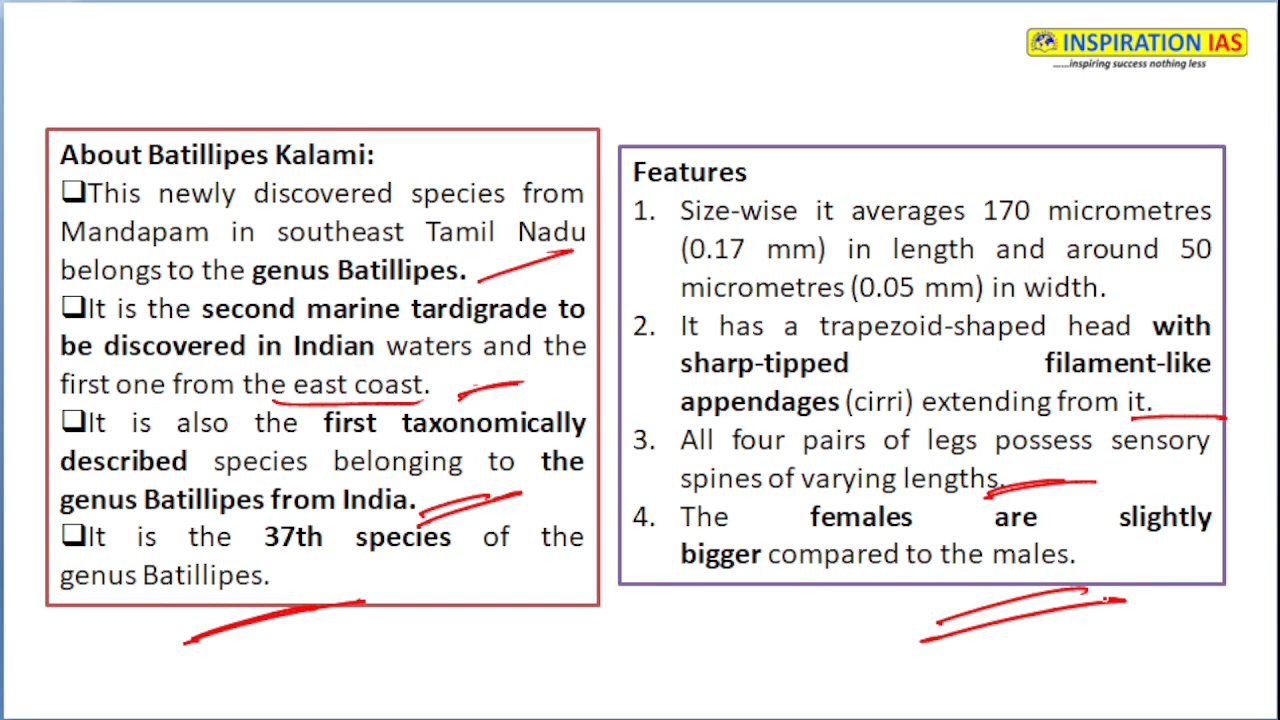 INSPIRATION IAS
......inspiring success nothing less
About Batillipes Kalami:
❑This newly discovered species from
Mandapam in southeast Tamil Nadu
belongs to the genus Batillipes.
❑It is the second marine tardigrade to
be discovered in Indian waters and the
first one from the east coast.
❑It is also the first taxonomically
described species belonging to the
genus Batillipes from India.
❑It is the 37th species of the
genus Batillipes.
Features
1. Size-wise it averages 170 micrometres
(0.17 mm) in length and around 50
micrometres (0.05 mm) in width.
2. It has a trapezoid-shaped head with
sharp-tipped filament-like
appendages (cirri) extending from it.
3. All four pairs of legs possess sensory
spines of varying lengths.
4. The females are slightly
bigger compared to the males.